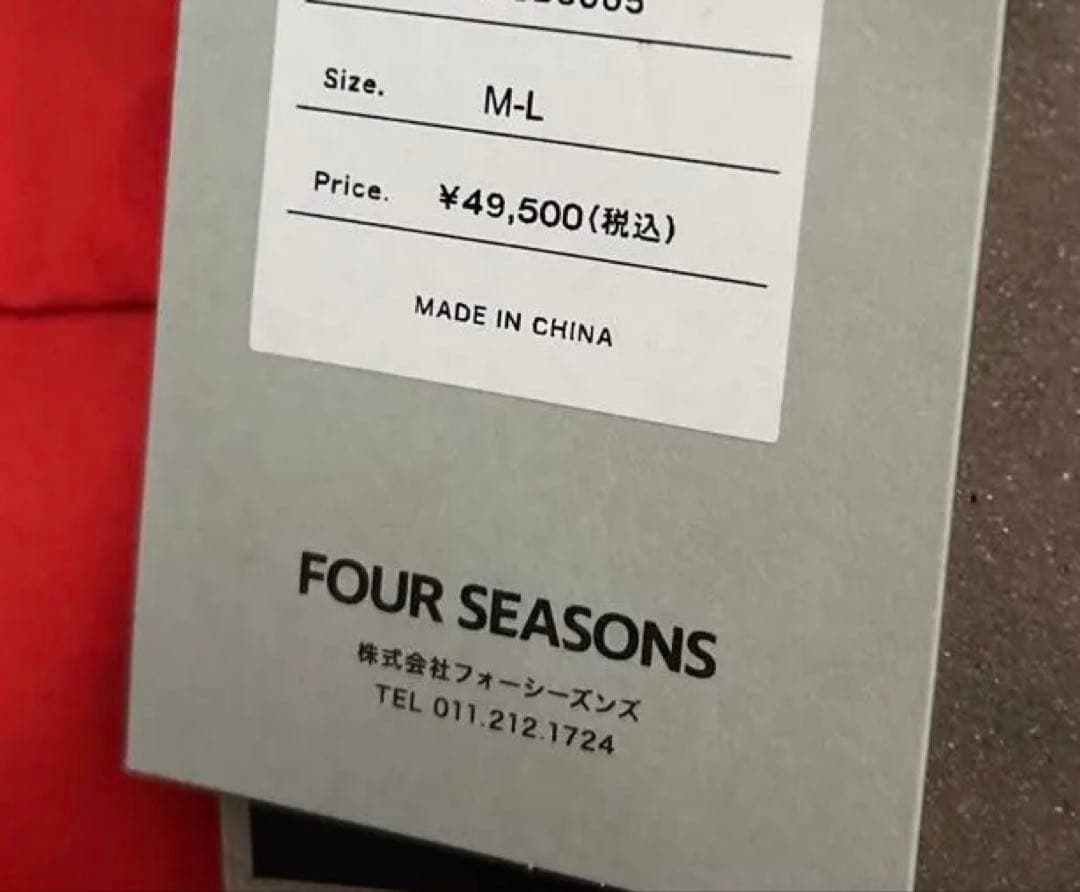 Size. M-L
Price. ¥49,500(税込)
MADE IN CHINA
FOUR SEASONS
株式会社フォーシーズンズ
TEL 011.212.1724